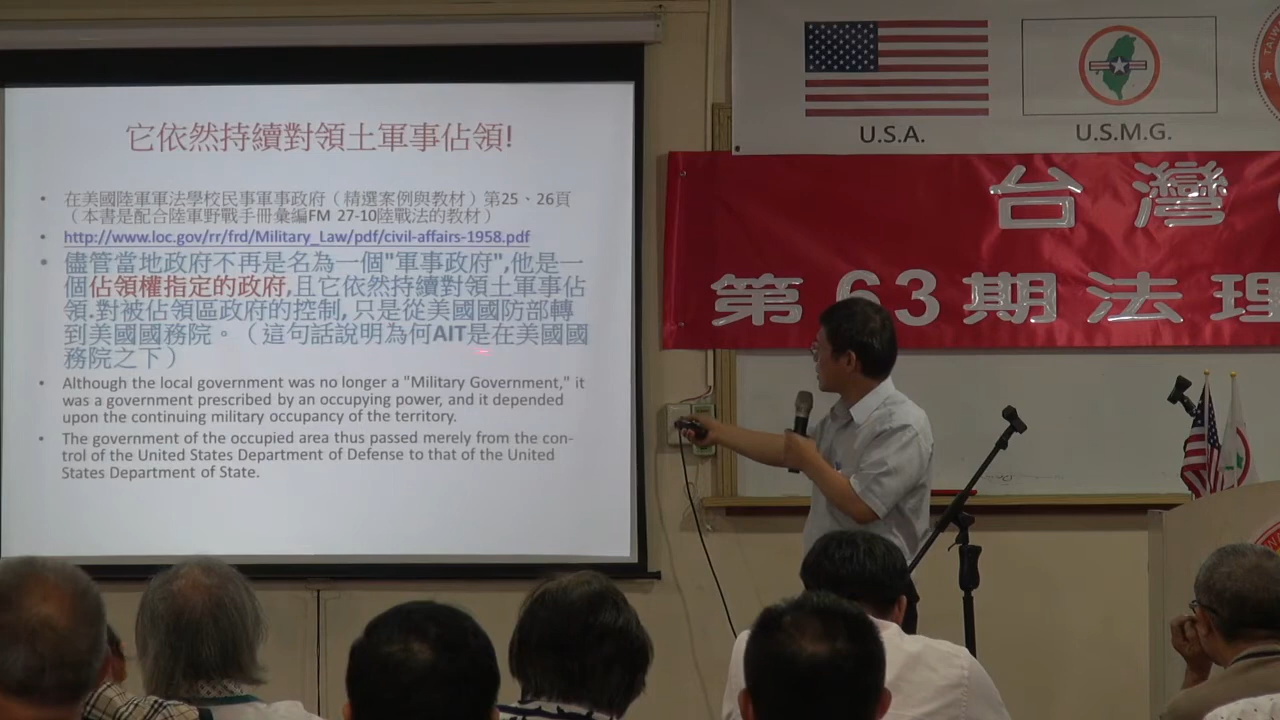 它依然持續對領土軍事佔領!
• 在美國陸軍軍法學校民事軍事政府（精選案例與教材）第25、26頁
（本書是配合陸軍野戰手冊彙編FM 27-10陸戰法的教材）
• http://www.loc.gov/rr/frd/Military_Law/pdf/civil-affairs-1958.pdf
• 儘管當地政府不再是名為一個"軍事政府",他是一
個佔領權指定的政府,且它依然持續對領土軍事佔
領.對被佔領區政府的控制, 只是從美國國防部轉
到美國國務院。（這句話說明為何AIT是在美國國
務院之下）
• Although the local government was no longer a "Military Government," it
was a government prescribed by an occupying power, and it depended
upon the continuing military occupancy of the territory.
• The government of the occupied area thus passed merely from the con-
trol of the United States Department of Defense to that of the United
States Department of State.
U.S.A.
U.S.M.G.
台灣
第63期法理